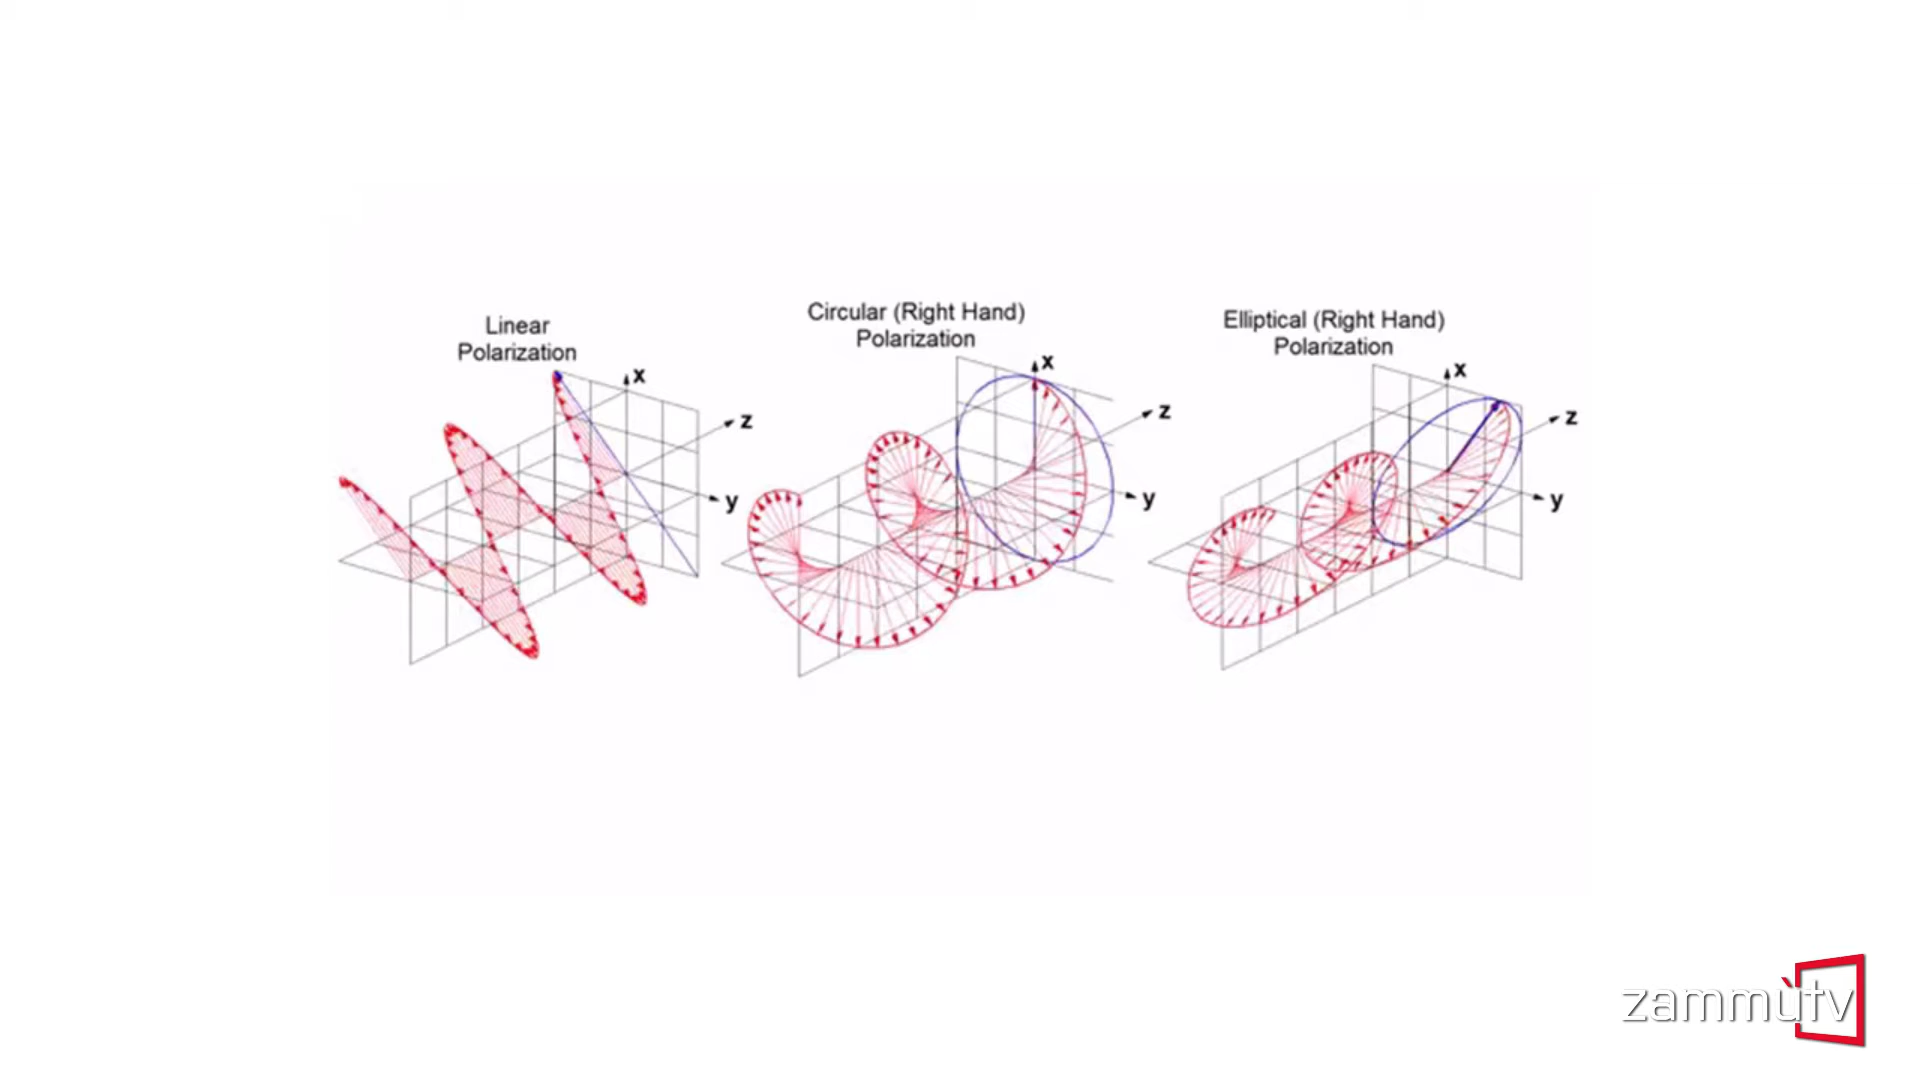 Linear
Polarization
x
z
y
Circular (Right Hand)
Polarization
x
z
y
Elliptical (Right Hand)
Polarization
x
z
y
zammùtv